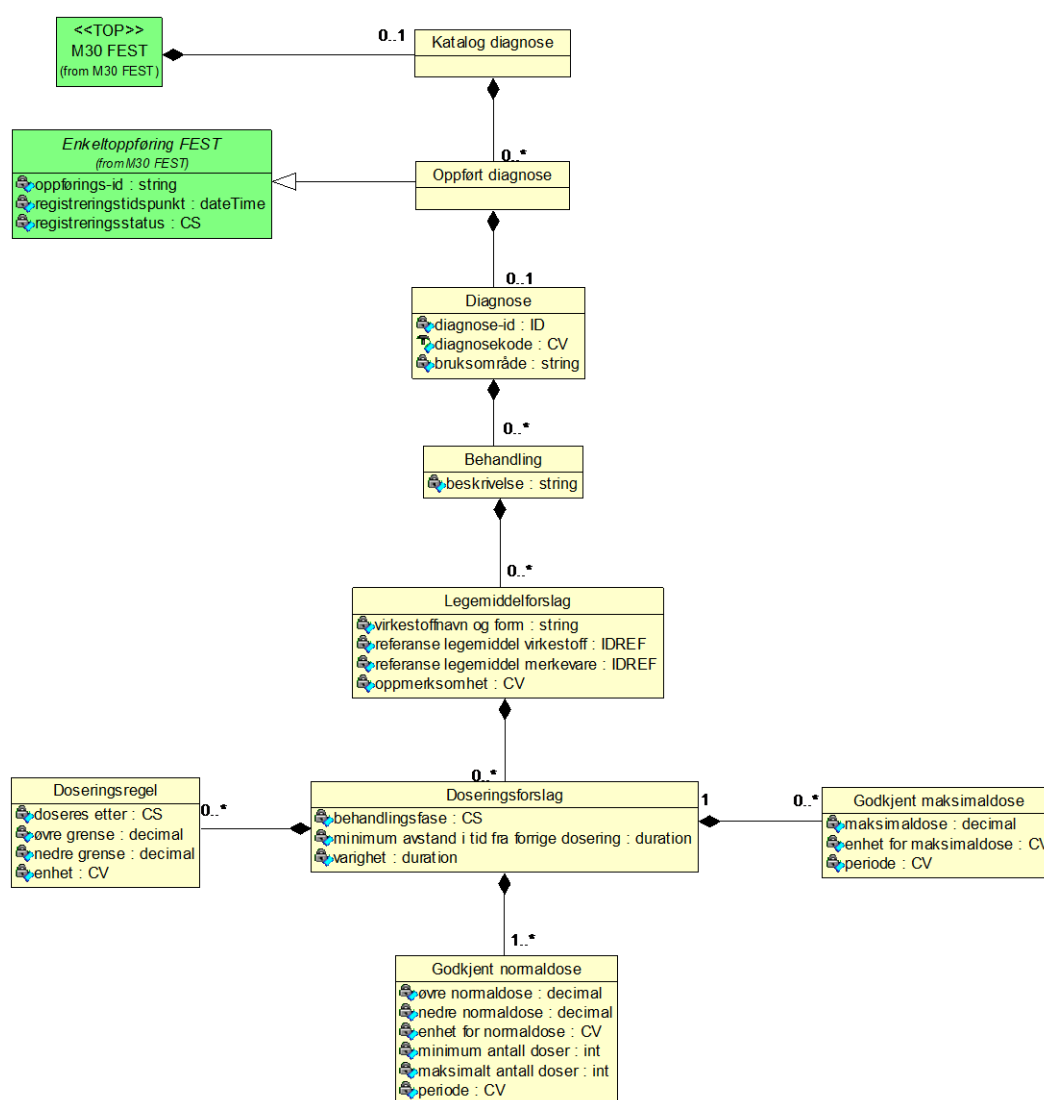 <<TOP>>
M30 FEST
(from M30 FEST)
0..1
Katalog diagnose
0..*
Enkeltoppføring FEST
(from M30 FEST)
oppførings-id : string
registreringstidspunkt : dateTime
registreringsstatus : CS
Oppført diagnose
0..1
Diagnose
diagnose-id : ID
diagnosekode : CV
bruksområde : string
0..*
Behandling
beskrivelse : string
0..*
Legemiddelforslag
virkestoffnavn og form : string
referanse legemiddel virkestoff : IDREF
referanse legemiddel merkevare : IDREF
oppmerksomhet : CV
0..*
Doseringsregel
doseres etter : CS
øvre grense : decimal
nedre grense : decimal
enhet : CV
0..*
Doseringsforslag
behandlingsfase : CS
minimum avstand i tid fra forrige dosering : duration
varighet : duration
1
0..*
Godkjent maksimaldose
maksimaldose : decimal
enhet for maksimaldose : CV
periode : CV
1..*
Godkjent normaldose
øvre normaldose : decimal
nedre normaldose : decimal
enhet for normaldose : CV
minimum antall doser : int
maksimalt antall doser : int
periode : CV